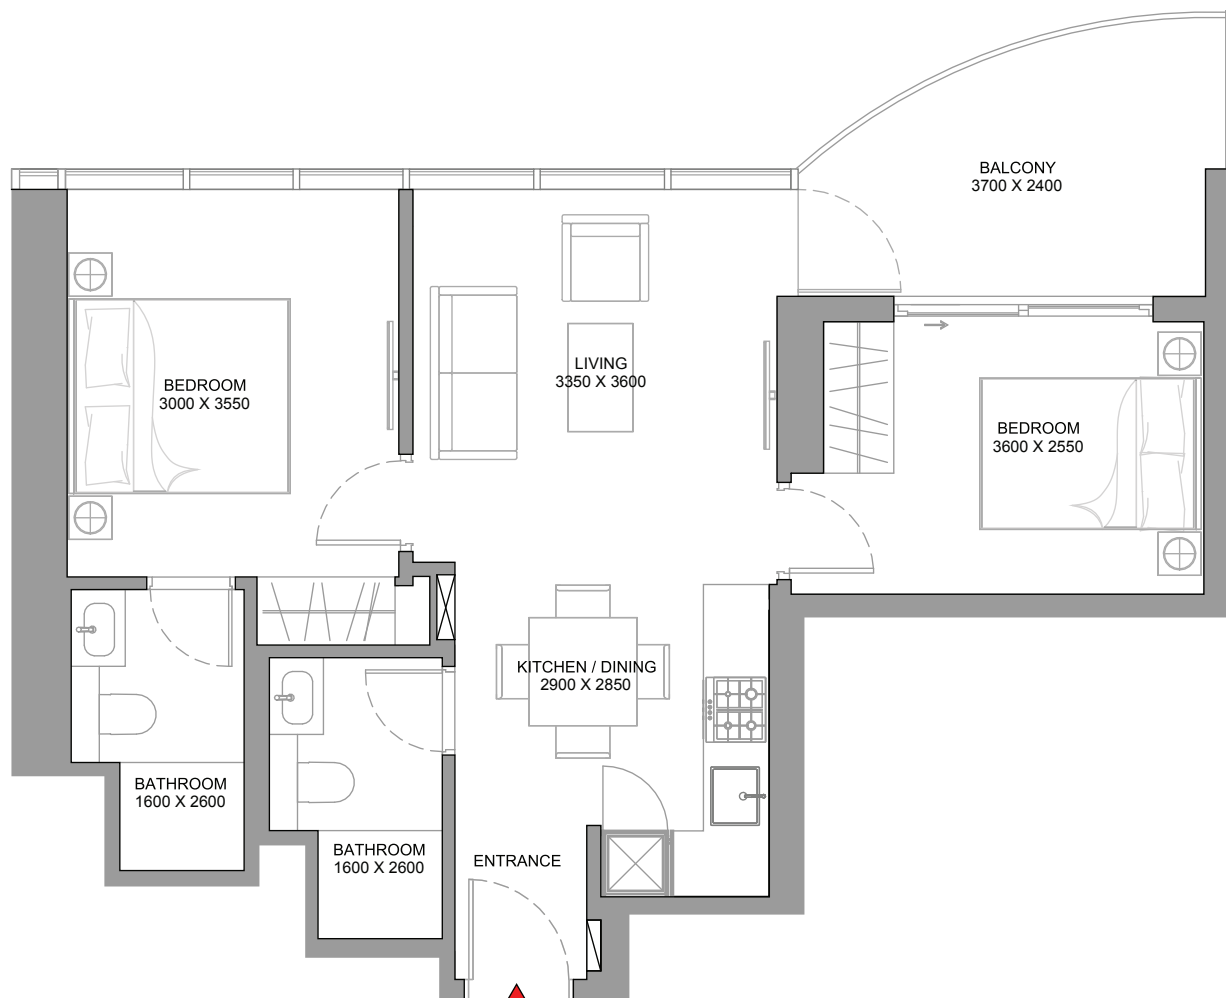 BALCONY
3700 X 2400
LIVING
3350 X 3600
BEDROOM
3000 X 3550
BEDROOM
3600 X 2550
KITCHEN / DINING
2900 X 2850
BATHROOM
1600 X 2600
BATHROOM
1600 X 2600
ENTRANCE